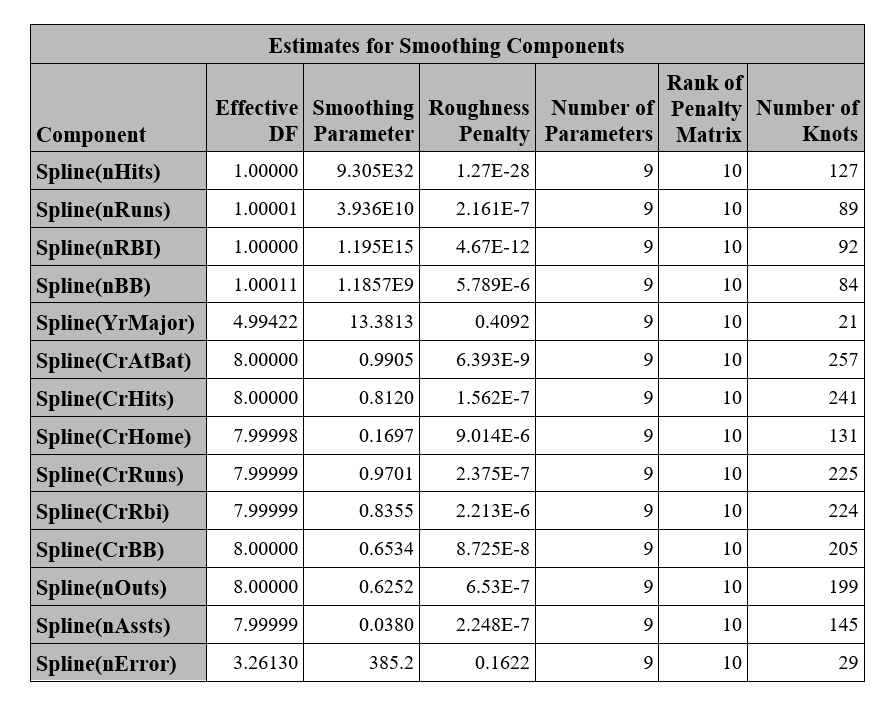 Estimates for Smoothing Components
Component Effective DF Smoothing Parameter Roughness Penalty Number of Parameters Rank of Penalty Matrix Number of Knots
Spline(nHits) 1.00000 9.305E32 1.27E-28 9 10 127
Spline(nRuns) 1.00001 3.936E10 2.161E-7 9 10 89
Spline(nRBI) 1.00000 1.195E15 4.67E-12 9 10 92
Spline(nBB) 1.00011 1.1857E9 5.789E-6 9 10 84
Spline(YrMajor) 4.99422 13.3813 0.4092 9 10 21
Spline(CrAtBat) 8.00000 0.9905 6.393E-9 9 10 257
Spline(CrHits) 8.00000 0.8120 1.562E-7 9 10 241
Spline(CrHome) 7.99998 0.1697 9.014E-6 9 10 131
Spline(CrRuns) 7.99999 0.9701 2.375E-7 9 10 225
Spline(CrRbi) 7.99999 0.8355 2.213E-6 9 10 224
Spline(CrBB) 8.00000 0.6534 8.725E-8 9 10 205
Spline(nOuts) 8.00000 0.6252 6.53E-7 9 10 199
Spline(nAssts) 7.99999 0.0380 2.248E-7 9 10 145
Spline(nError) 3.26130 385.2 0.1622 9 10 29